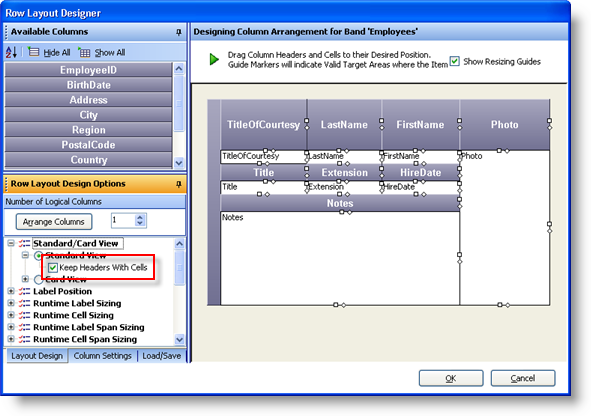 Row Layout Designer
Available Columns
Hide All Show All
EmployeeID
BirthDate
Address
City
Region
PostalCode
Country
Row Layout Design Options
Number of Logical Columns
Arrange Columns 1
Standard/Card View
Standard View
Keep Headers With Cells
Card View
Label Position
Runtime Label Sizing
Runtime Cell Sizing
Runtime Label Span Sizing
Runtime Cell Span Sizing
Layout Design Column Settings Load/Save
Designing Column Arrangement for Band 'Employees'
Drag Column Headers and Cells to their Desired Position.
Guide Markers will indicate Valid Target Areas where the Item
Show Resizing Guides
TitleOfCourtesy LastName FirstName Photo
TitleOfCourtesy LastName FirstName Photo
Title Extension HireDate
Title Extension HireDate
Notes
Notes
OK Cancel